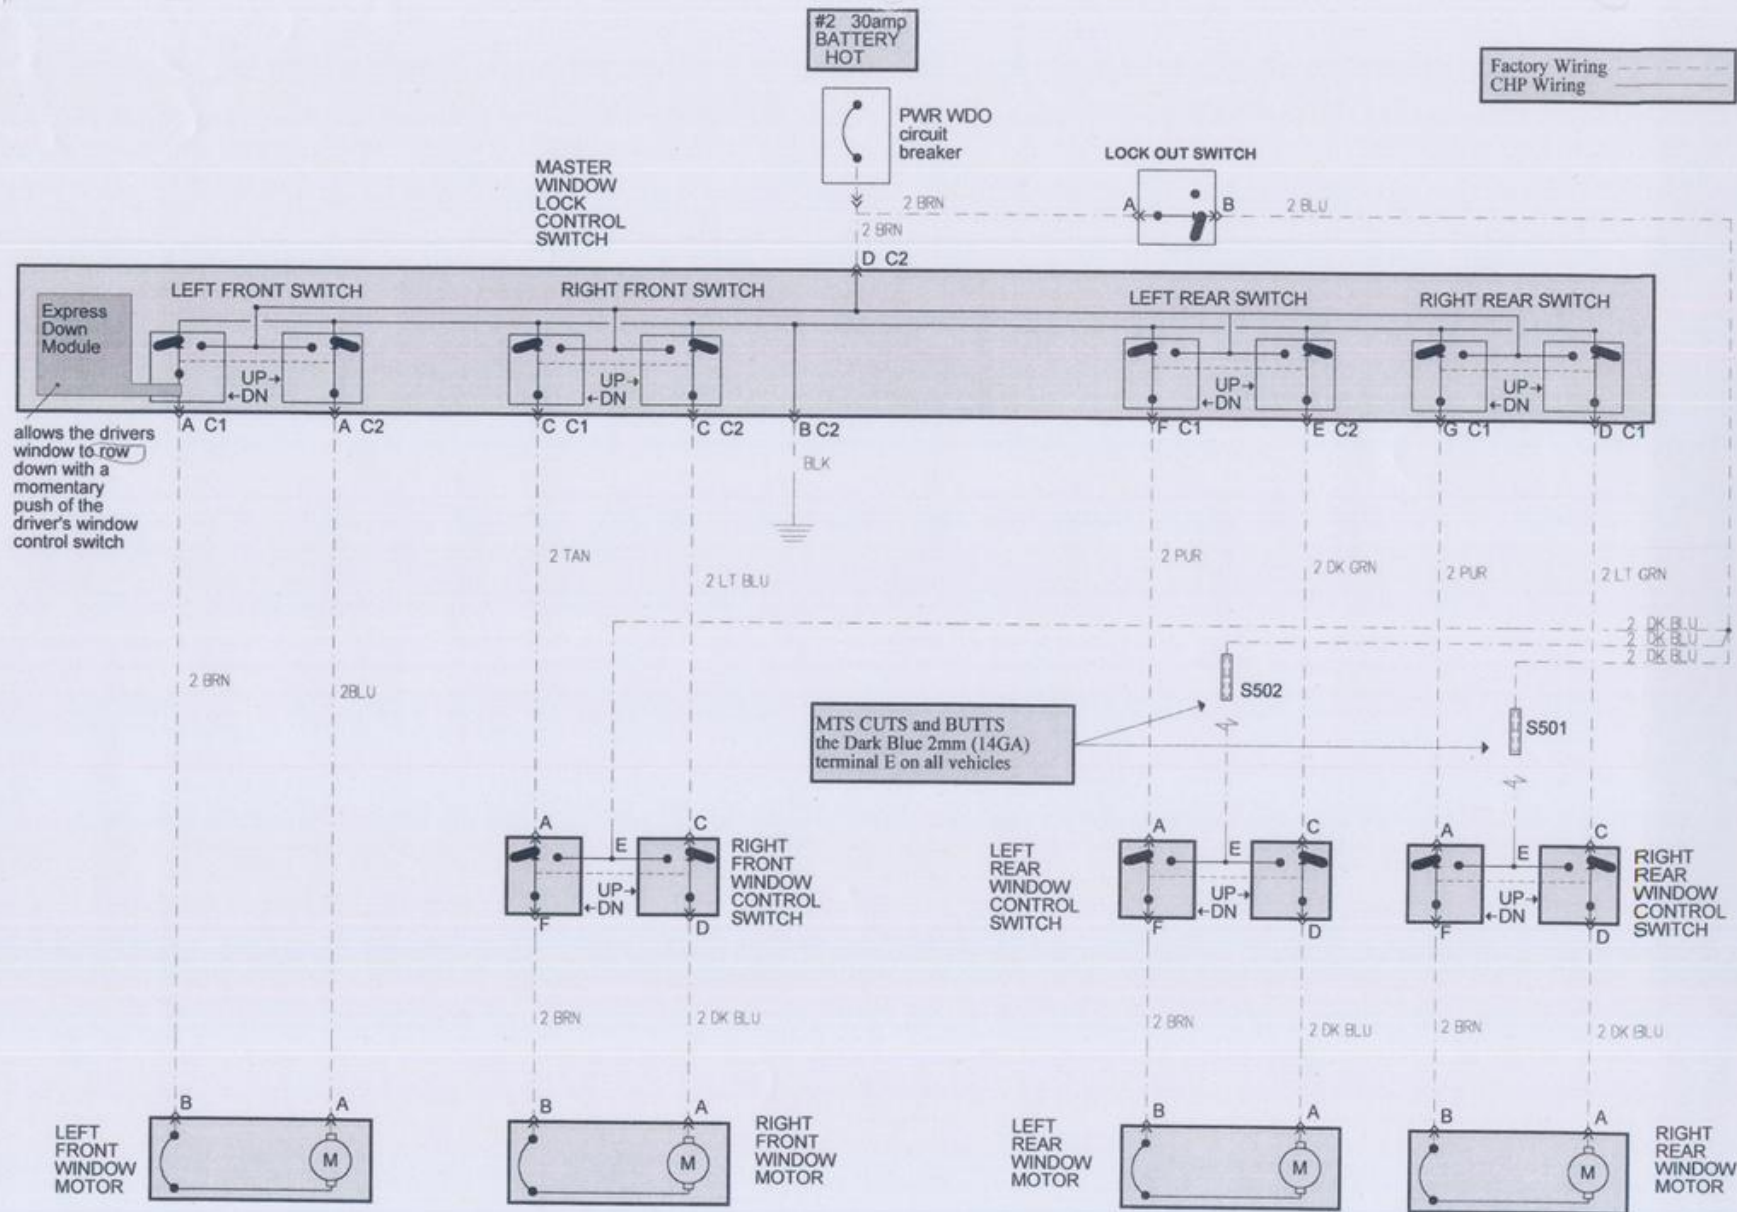 #2 30amp
BATTERY
HOT
Factory Wiring
CHP Wiring
PWR WDO
circuit
breaker
MASTER
WINDOW
LOCK
CONTROL
SWITCH
LOCK OUT SWITCH
A
B
2 BRN
2 BLU
2 BRN
D C2
LEFT FRONT SWITCH
RIGHT FRONT SWITCH
LEFT REAR SWITCH
RIGHT REAR SWITCH
Express
Down
Module
UP
DN
UP
DN
UP
DN
UP
DN
A C1
A C2
C C1
C C2
B C2
F C1
E C2
G C1
D C1
allows the drivers
window to row
down with a
momentary
push of the
driver's window
control switch
BLK
2 TAN
2 LT BLU
2 PUR
2 DK GRN
2 PUR
2 LT GRN
2 DK BLU
2 DK BLU
2 DK BLU
2 BRN
2BLU
S502
S501
MTS CUTS and BUTTS
the Dark Blue 2mm (14GA)
terminal E on all vehicles
A
E
C
UP
DN
F
D
RIGHT
FRONT
WINDOW
CONTROL
SWITCH
LEFT
REAR
WINDOW
CONTROL
SWITCH
A
E
C
UP
DN
F
D
A
E
C
UP
DN
F
D
RIGHT
REAR
WINDOW
CONTROL
SWITCH
2 BRN
2 DK BLU
2 BRN
2 DK BLU
2 BRN
2 DK BLU
LEFT
FRONT
WINDOW
MOTOR
B
A
M
B
A
M
RIGHT
FRONT
WINDOW
MOTOR
LEFT
REAR
WINDOW
MOTOR
B
A
M
B
A
M
RIGHT
REAR
WINDOW
MOTOR